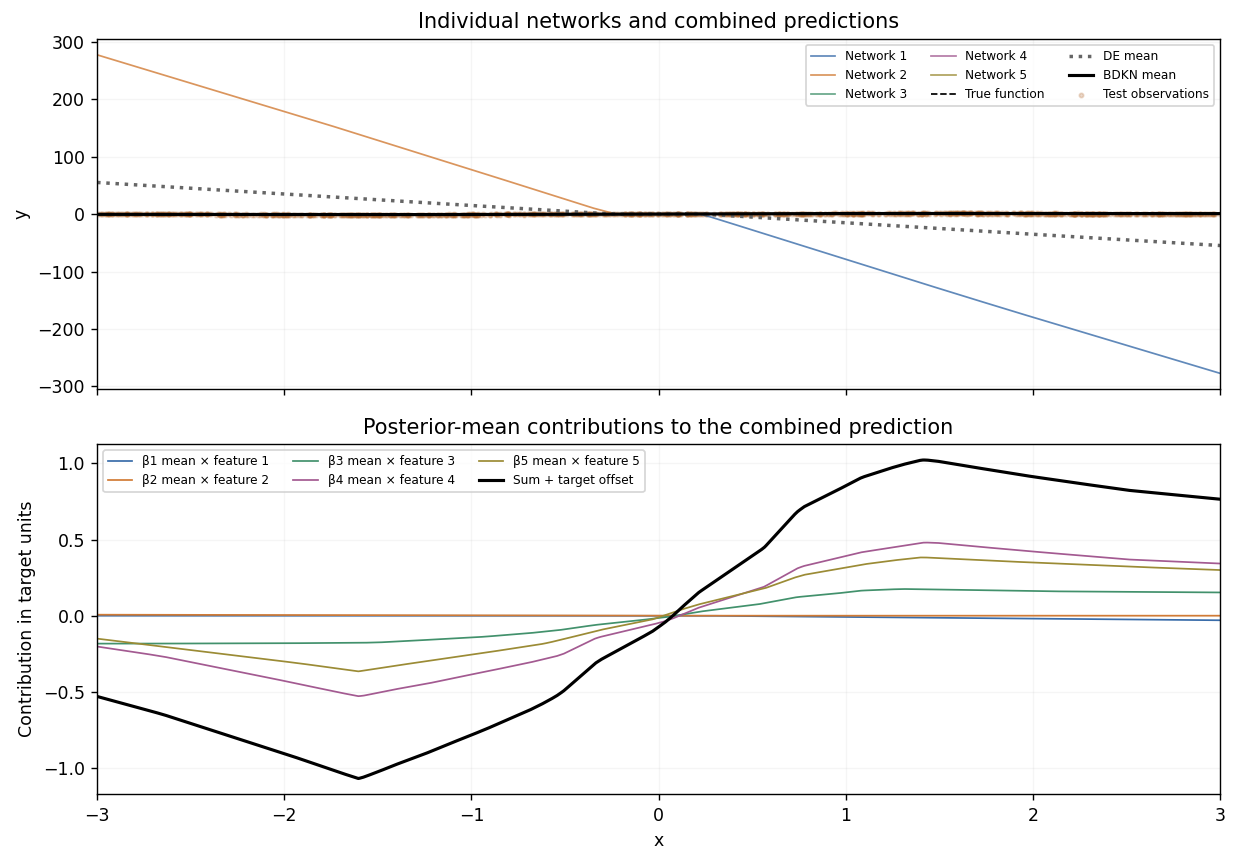 Individual networks and combined predictions
300
200
100
0
−100
−200
−300
y
Network 1 Network 4 DE mean
Network 2 Network 5 BDKN mean
Network 3 True function Test observations
Posterior-mean contributions to the combined prediction
1.0
0.5
0.0
−0.5
−1.0
Contribution in target units
β1 mean × feature 1 β3 mean × feature 3 β5 mean × feature 5
β2 mean × feature 2 β4 mean × feature 4 Sum + target offset
−3 −2 −1 0 1 2 3
x